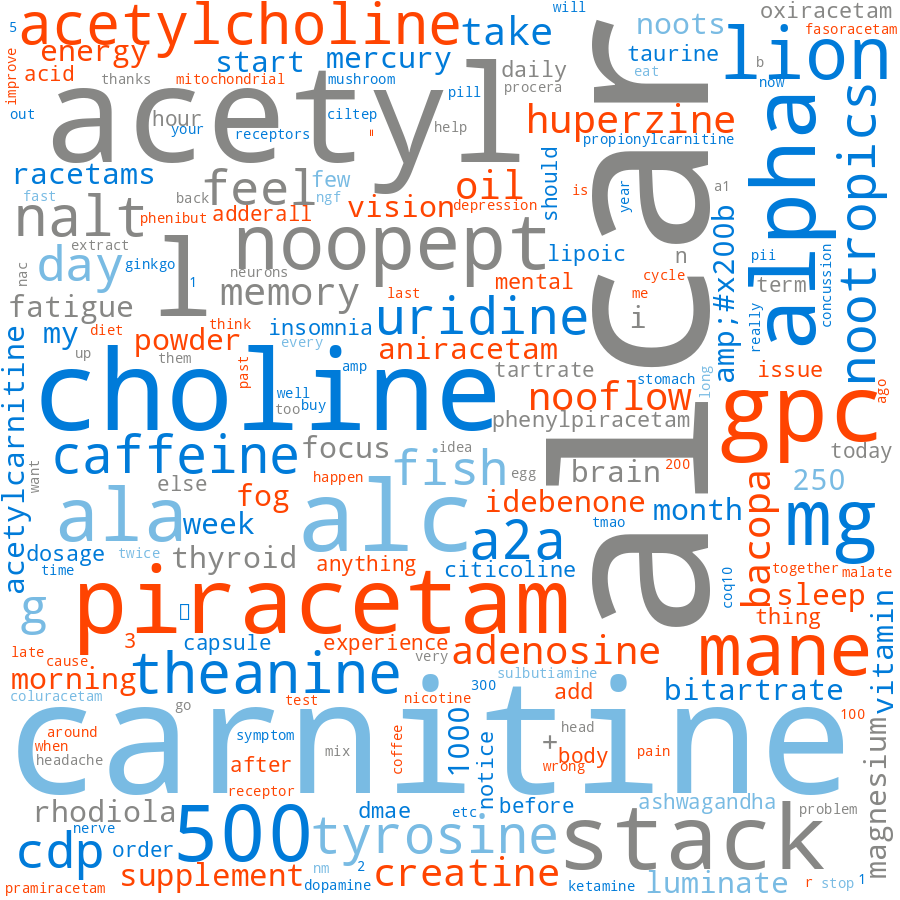 will
5
acetylcholine
take
noots
oxiracetam
fasoracetam
improve
energy
start
mercury
taurine
lion
acid
thanks
mitochondrial
mushroom
daily
procera
eat
b
now
acetyl
pill
out
hour
your
receptors
ciltep
"
help
huperzine
propionylcarnitine
alpha
nootropics
racetams
feel
few
oil
should
is
year
a1
fast
back
ngf
nalt
phenibut
adderall
vision
depression
amp;#x200b
l
noopept
extract
day
ginkgo
lipoic
n
pii
concussion
nac
neurons
1
memory
mental
cycle
term
fatigue
last
me
i
really
my
diet
think
insomnia
uridine
powder
every
aniracetam
up
them
past
amp
tartrate
issue
stomach
long
ago
choline
well
too
buy
nooflow
gpc
phenylpiracetam
acetylcarnitine
caffeine
focus
idea
today
want
else
happen
fish
egg
brain
200
250
ala
fog
alc
idebenone
month
bacopa
mg
week
a2a
tmao
alcar
dosage
twice
thyroid
anything
citicoline
together
malate
time
coq10
g
piracetam
sleep
thing
vitamin
3
capsule
experience
adenosine
mane
late
cause
very
morning
theanine
sulbutiamine
coluracetam
go
test
nicotine
300
add
bitartrate
carnitine
100
around
when
symptom
mix
coffee
1000
notice
head
+
body
pain
wrong
magnesium
headache
after
receptor
rhodiola
500
dmae
etc
before
ashwagandha
problem
nerve
cdp
order
tyrosine
stack
supplement
nm
2
dopamine
creatine
ketamine
luminate
r
stop
1
pramiracetam